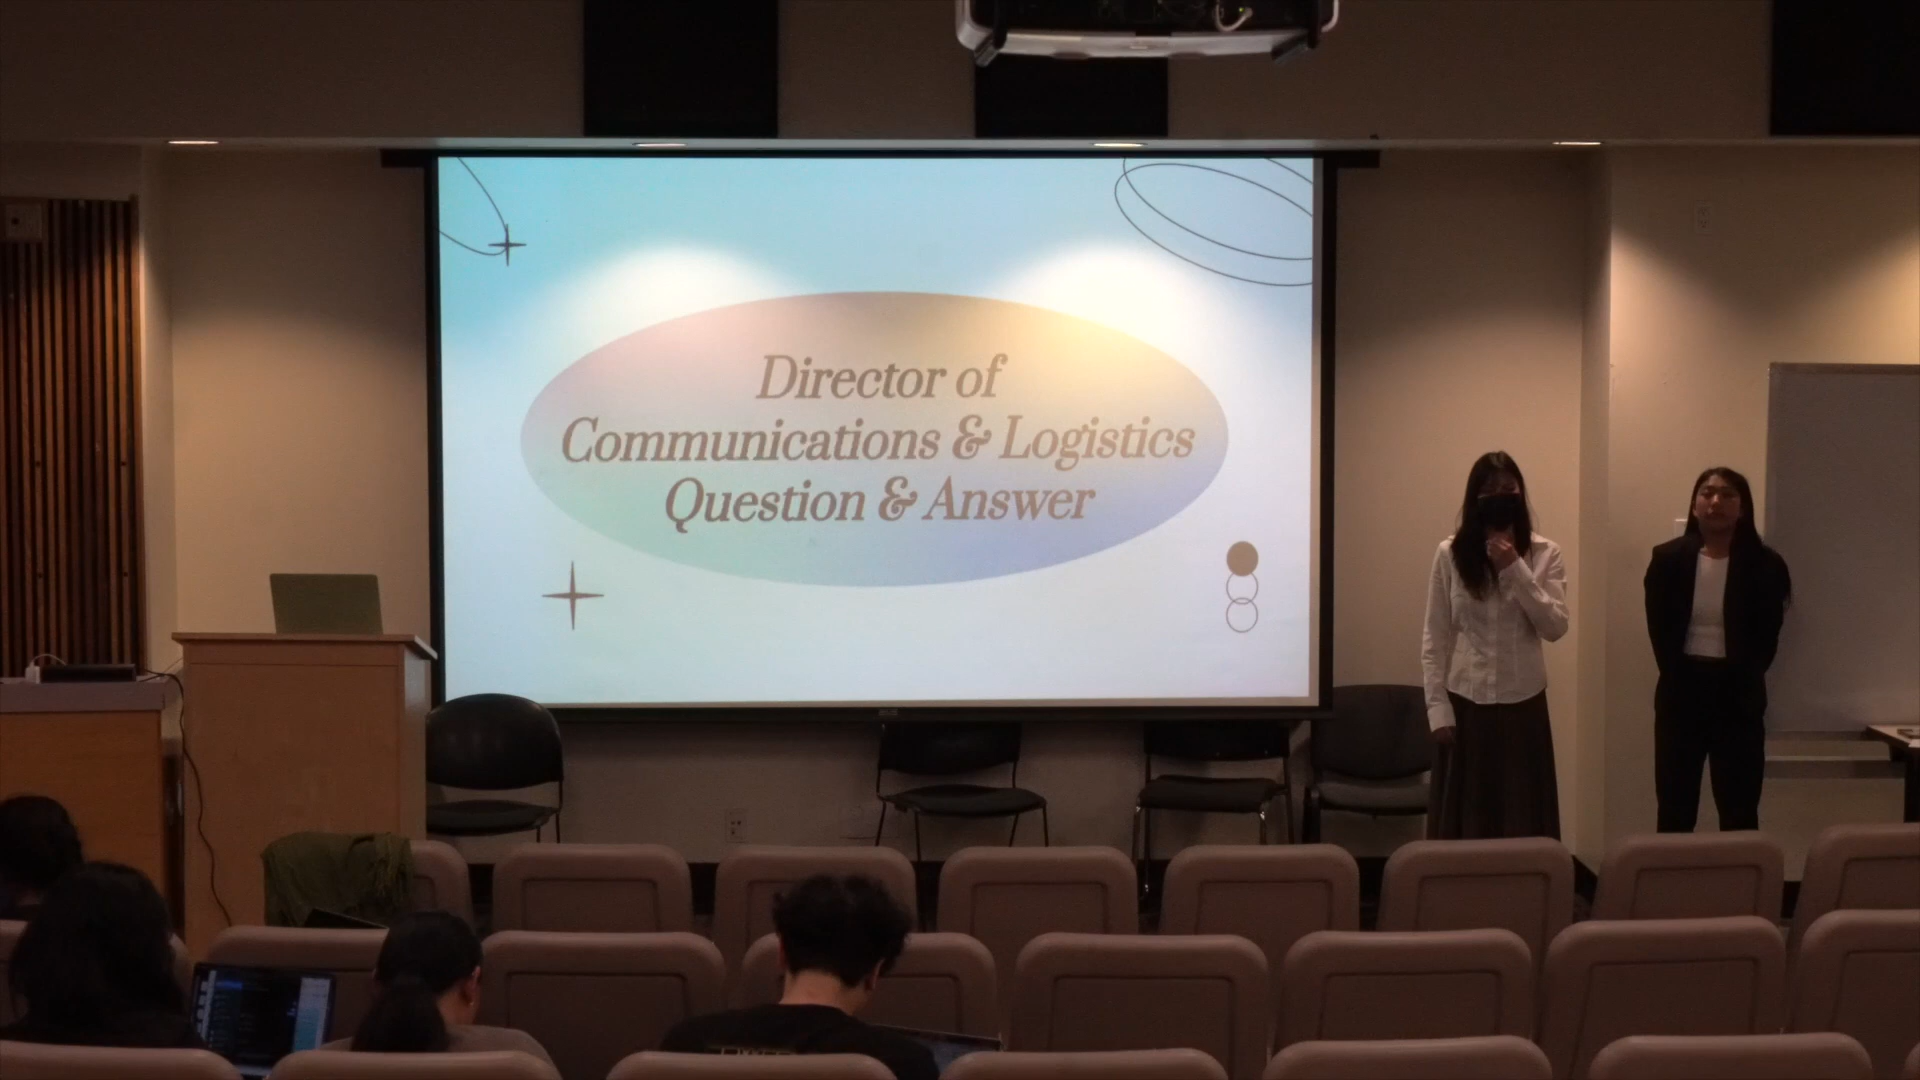 Director of
Communications & Logistics
Question & Answer